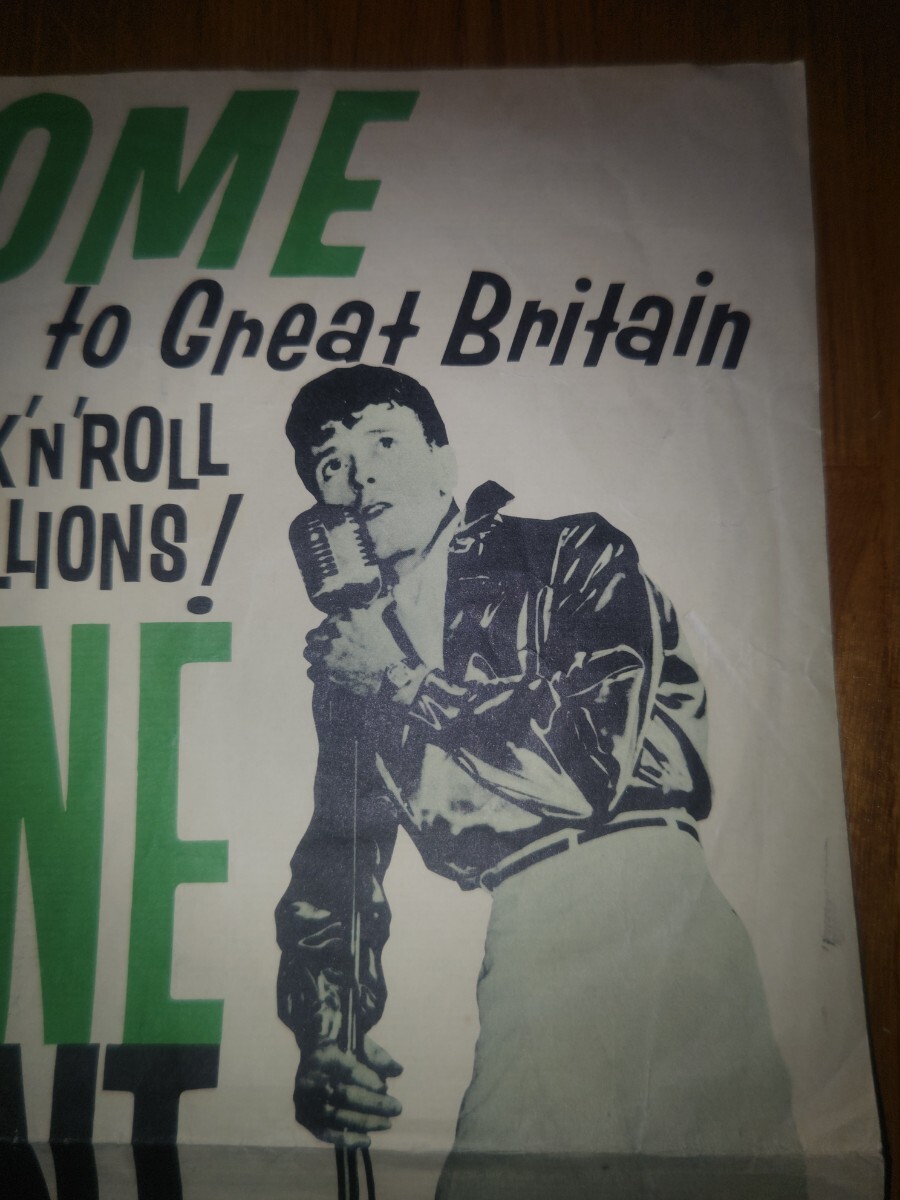 OME
to Great Britain
K'N'ROLL
LLIONS!
NE
NT